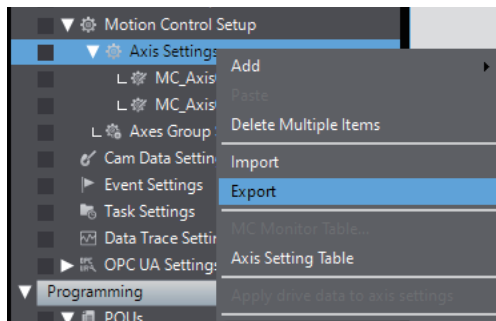 Motion Control Setup
Axis Settings
Add
MC_Axis
Paste
MC_Axis
Delete Multiple Items
Axes Group
Cam Data Settin
Import
Event Settings
Export
Task Settings
MC Monitor Table...
Data Trace Settin
Axis Setting Table
OPC UA Settings
Programming
Apply drive data to axis settings
POUs